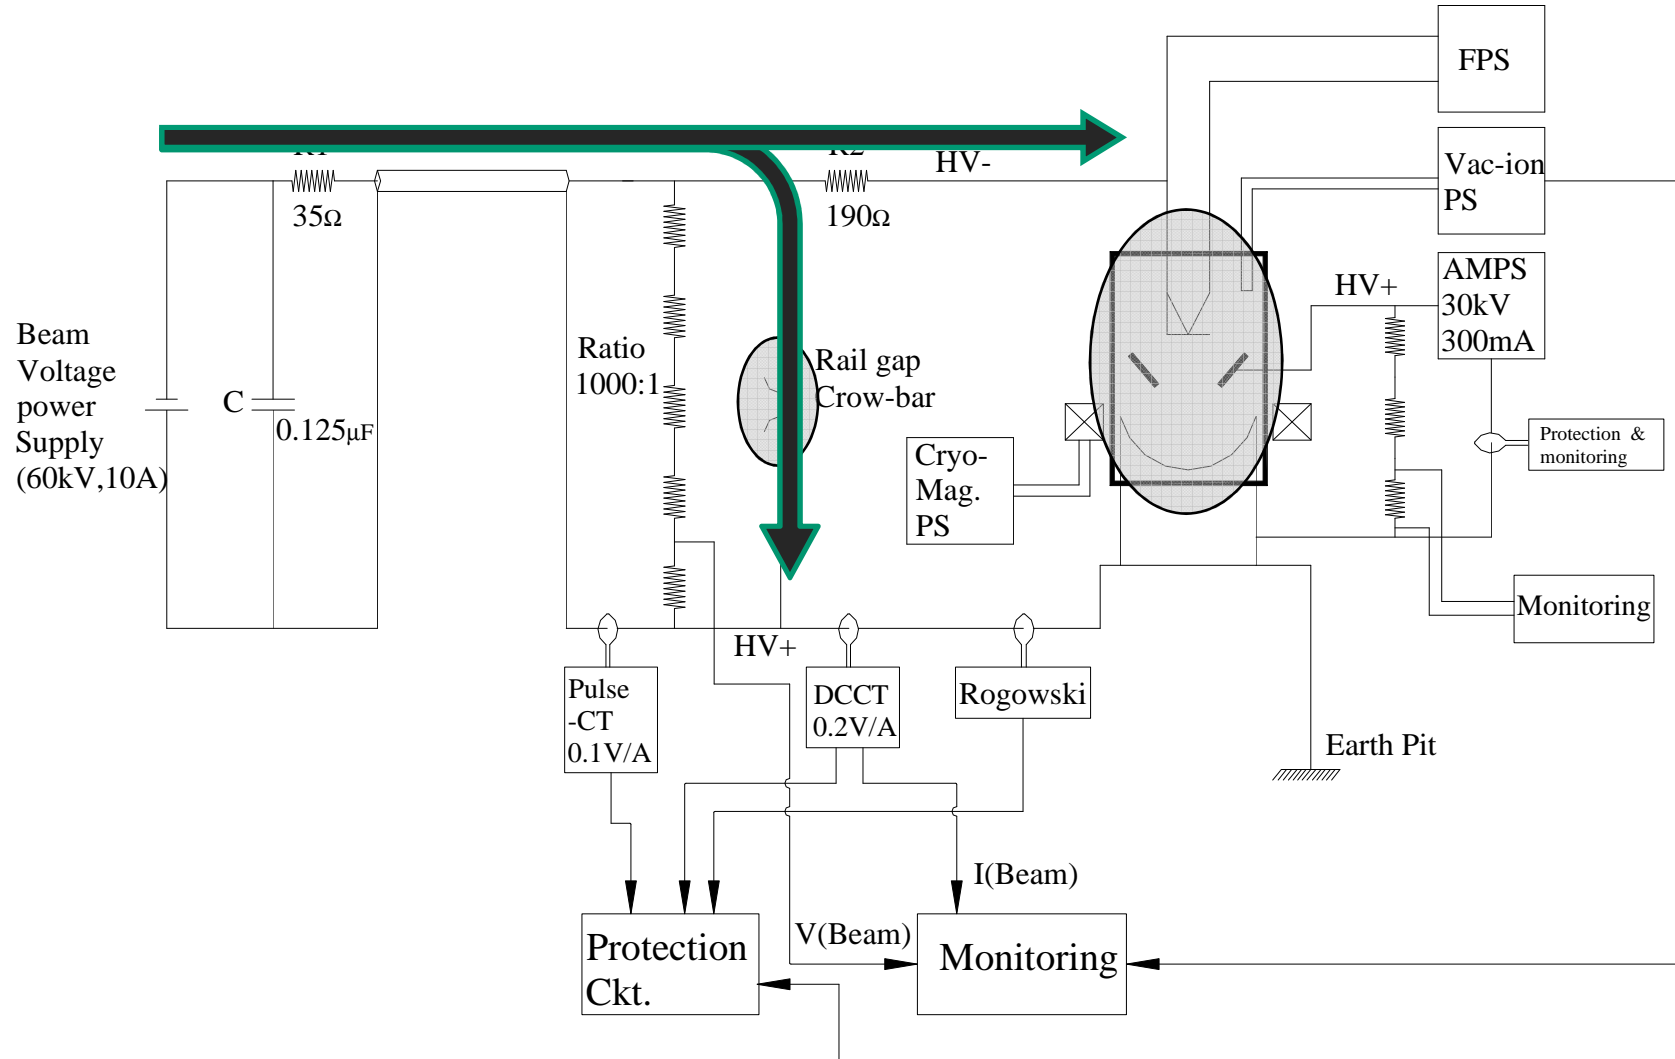 FPS
Vac-ion
PS
R1
R2
HV-
35Ω
190Ω
AMPS
30kV
300mA
HV+
Beam
Voltage
power
Supply
(60kV,10A)
C
0.125µF
Ratio
1000:1
Rail gap
Crow-bar
Cryo-
Mag.
PS
Protection &
monitoring
Monitoring
HV+
Pulse
-CT
0.1V/A
DCCT
0.2V/A
Rogowski
Earth Pit
I(Beam)
V(Beam)
Protection
Ckt.
Monitoring